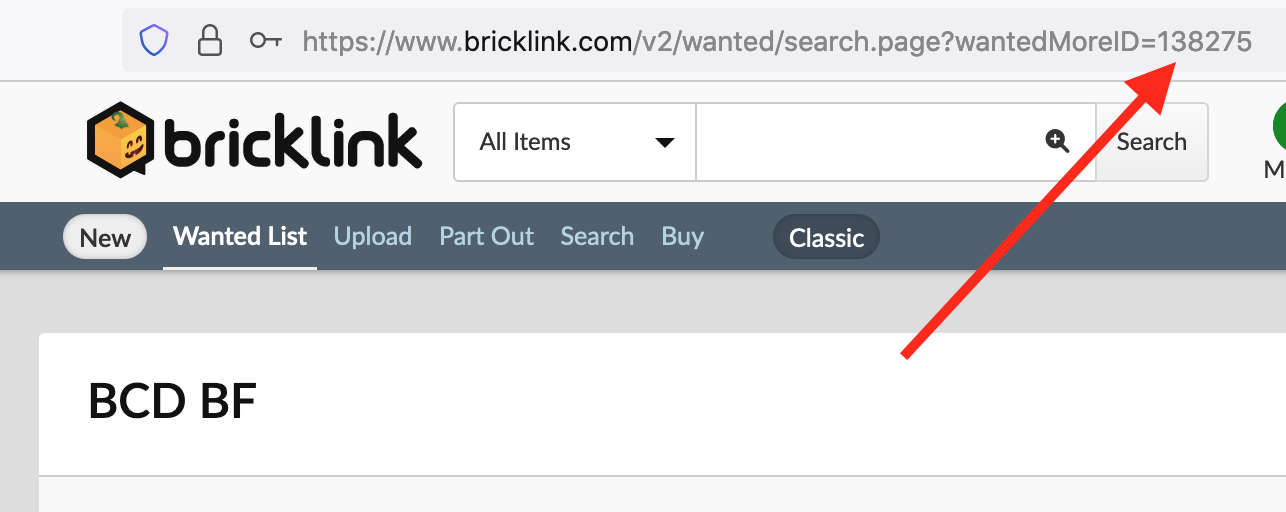 https://www.bricklink.com/v2/wanted/search.page?wantedMoreID=138275
bricklink All Items Search
M
New Wanted List Upload Part Out Search Buy Classic
BCD BF